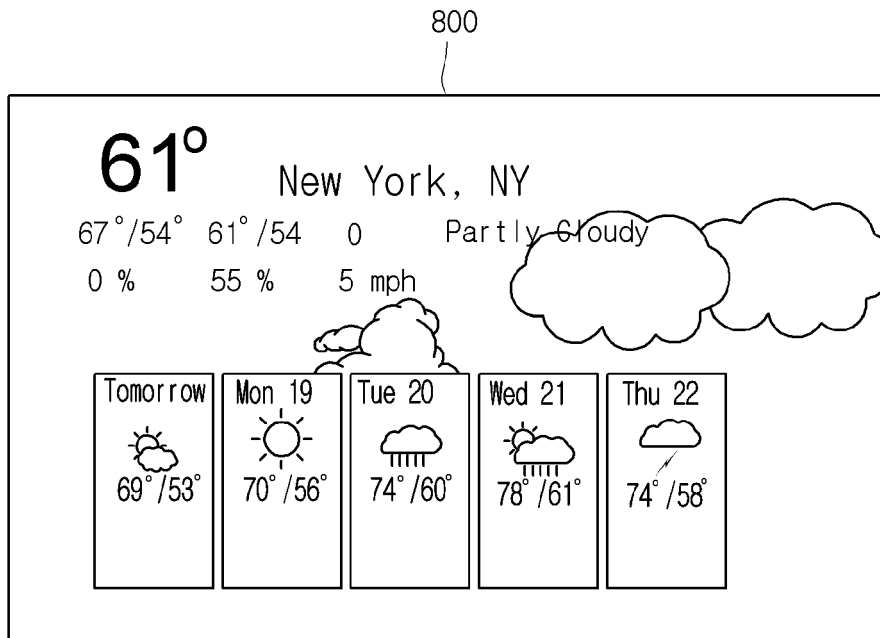 800
61°
New York, NY
67°/54° 61°/54 0 Partly Cloudy
0 % 55 % 5 mph
Tomorrow Mon 19 Tue 20 Wed 21 Thu 22
69°/53° 70°/56° 74°/60° 78°/61° 74°/58°